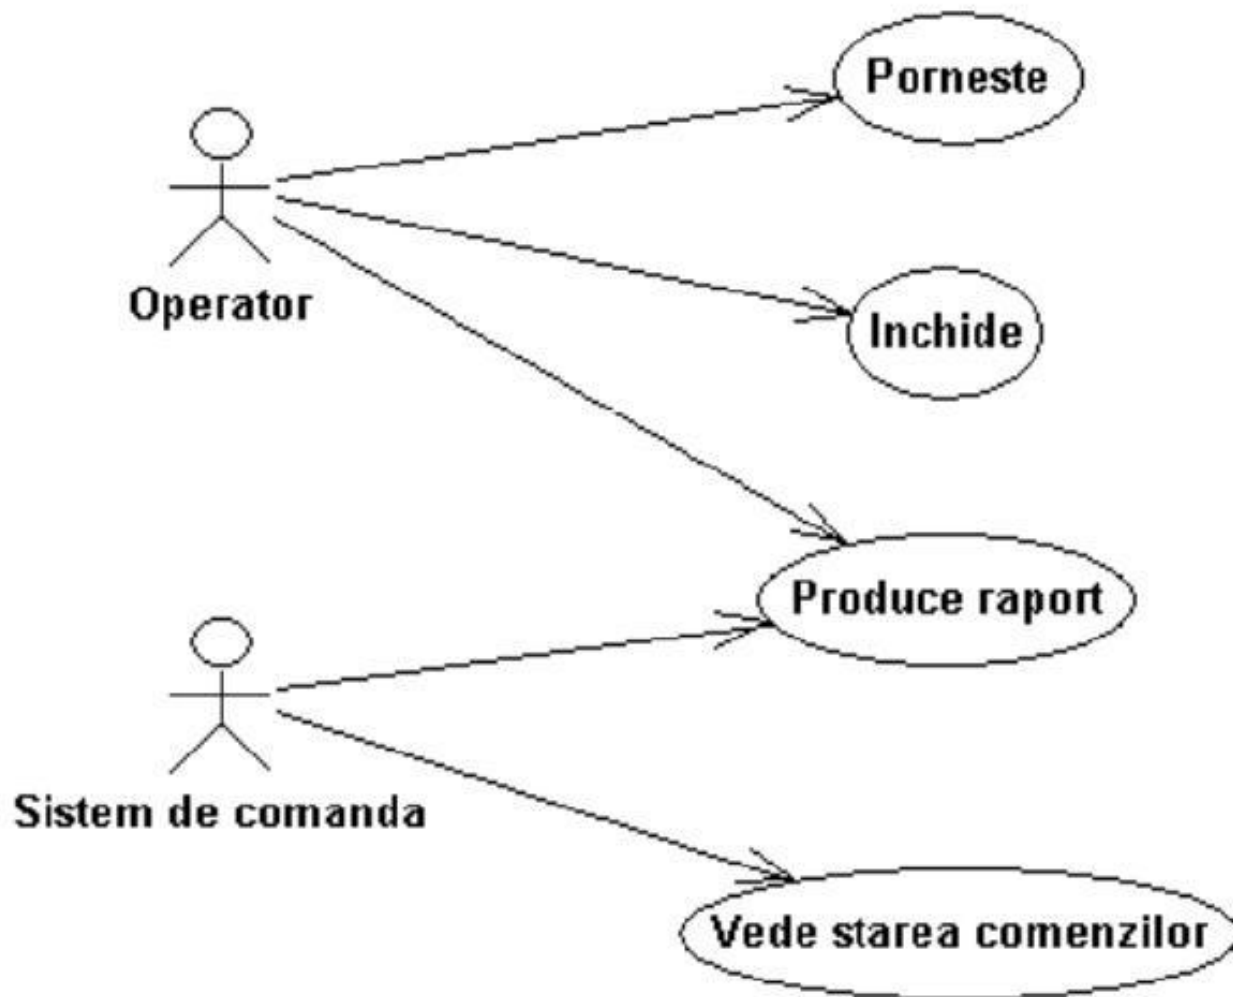 Porneste
Operator
Inchide
Produce raport
Sistem de comanda
Vede starea comenzilor